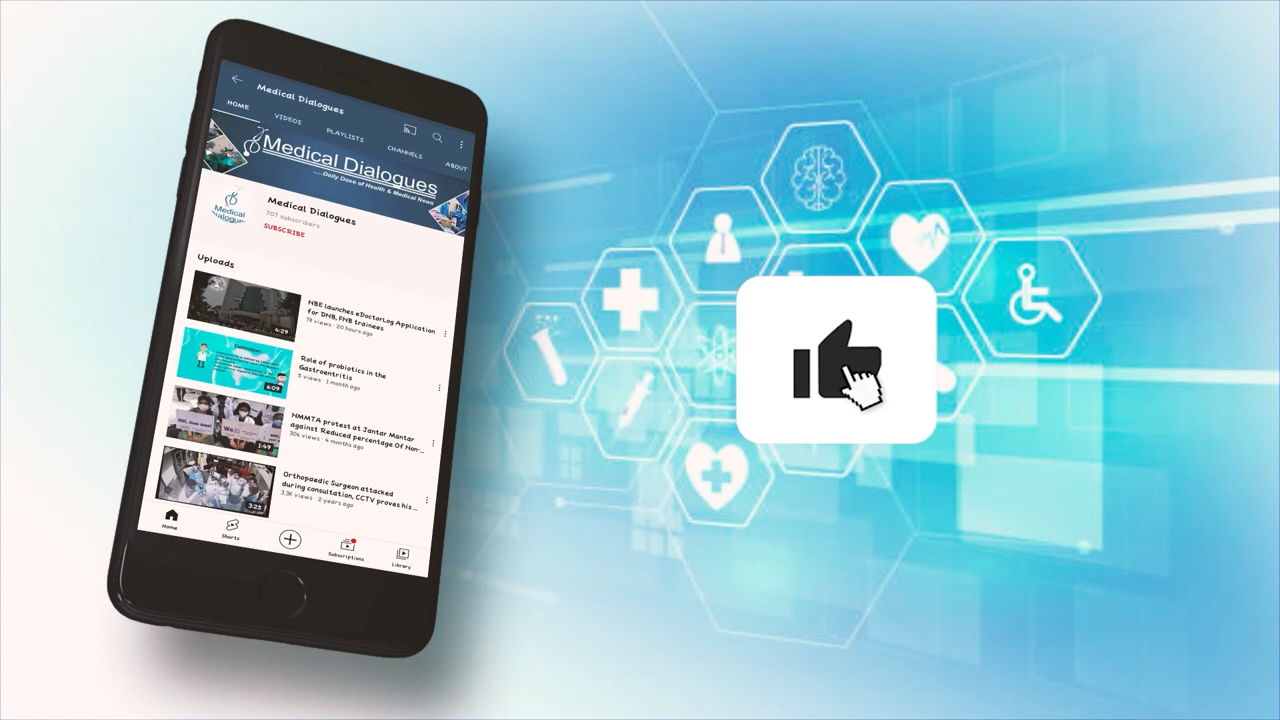 Medical Dialogues
HOME
VIDEOS
PLAYLISTS
CHANNELS
ABOUT
Medical Dialogues
....Daily Dose of Health & Medical News
Medical
Dialogues
Medical Dialogues
707 subscribers
SUBSCRIBE
Uploads
4:29
NBE launches eDoctorLog Application
for DNB, FNB trainees
78 views · 20 hours ago
Definition
6:09
'Role of probiotics in the
Gastroentritis
5 views · 1 month ago
1:49
NMMTA protest at Jantar Mantar
against 'Reduced percentage Of Non-...
306 views · 4 months ago
3:25
Orthopaedic Surgeon attacked
during consultation, CCTV proves his ...
3.3K views · 2 years ago
Home
Shorts
Subscriptions
Library